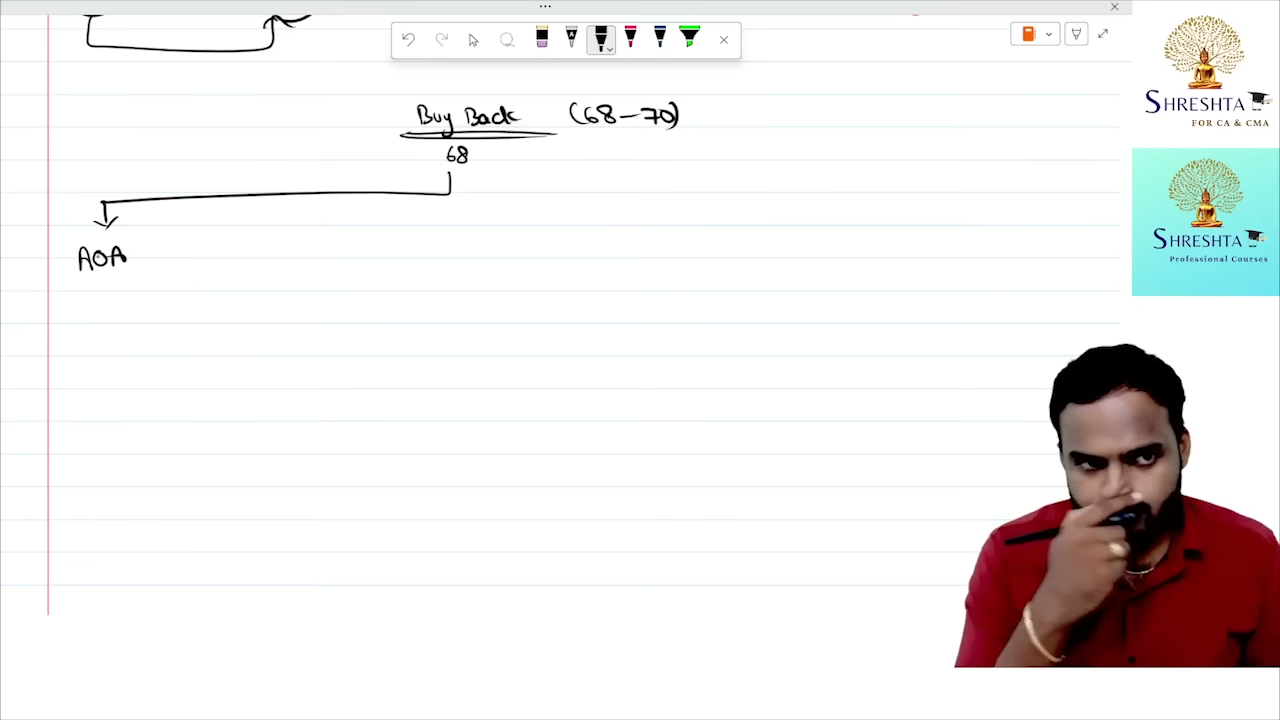 Buy Back (68-70)
68
AOA
SHRESHTA
FOR CA & CMA
SHRESHTA
Professional Courses